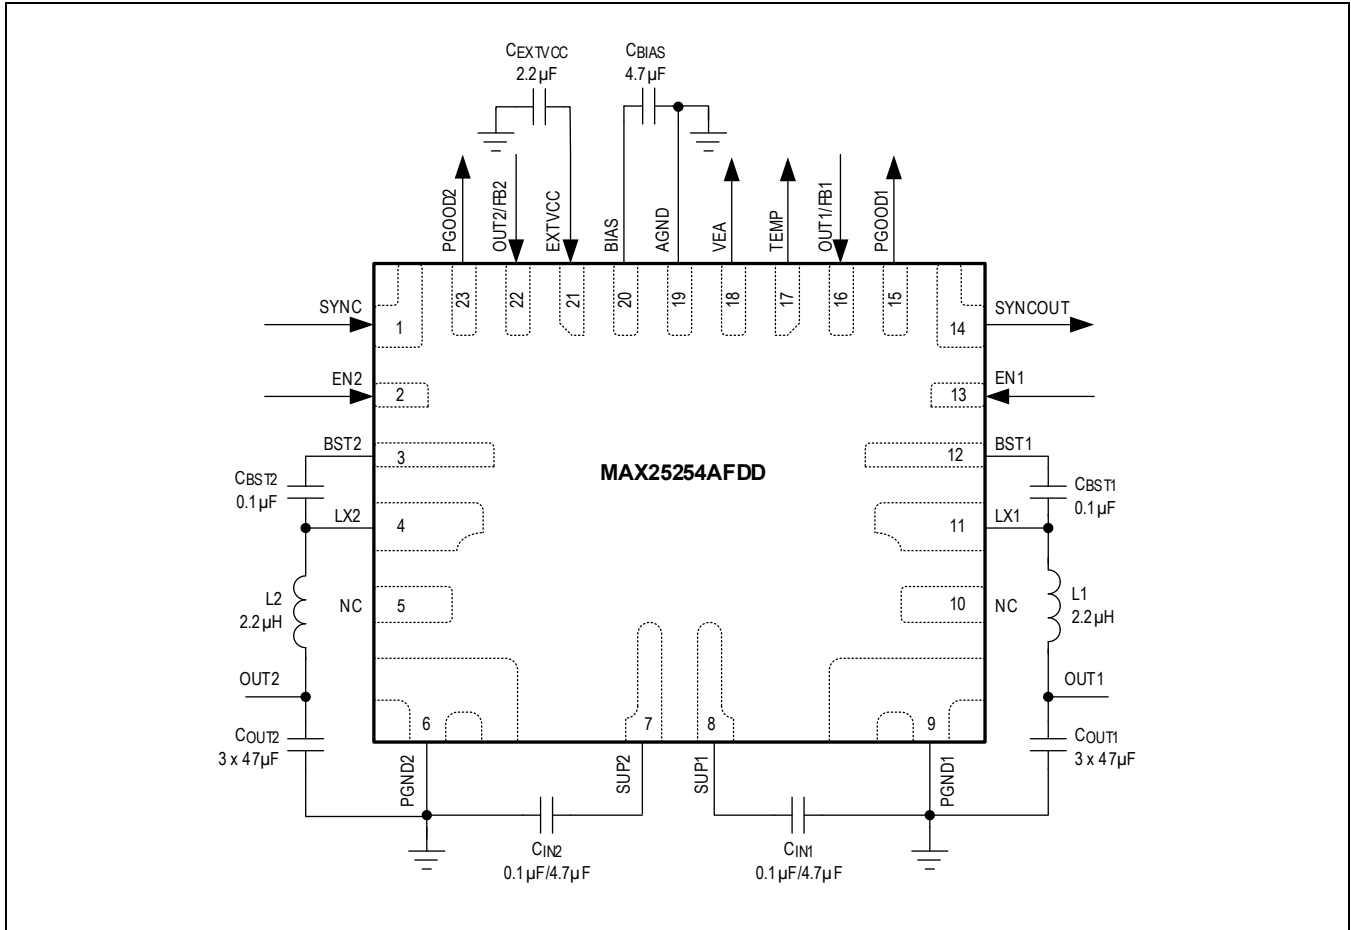 CEXTVCC
2.2µF
CBIAS
4.7µF
PGOOD2
OUT2/FB2
EXTVCC
BIAS
AGND
VEA
TEMP
OUT1/FB1
PGOOD1
23
22
21
20
19
18
17
16
15
SYNC
1
14
SYNCOUT
EN2
2
13
EN1
BST2
3
12
BST1
MAX25254AFDD
CBST2
0.1µF
CBST1
0.1µF
LX2
4
11
LX1
L2
2.2µH
NC
5
10
NC
L1
2.2µH
OUT2
OUT1
6
7
8
9
COUT2
3 x 47µF
COUT1
3 x 47µF
PGND2
SUP2
SUP1
PGND1
CIN2
0.1µF/4.7µF
CIN1
0.1µF/4.7µF